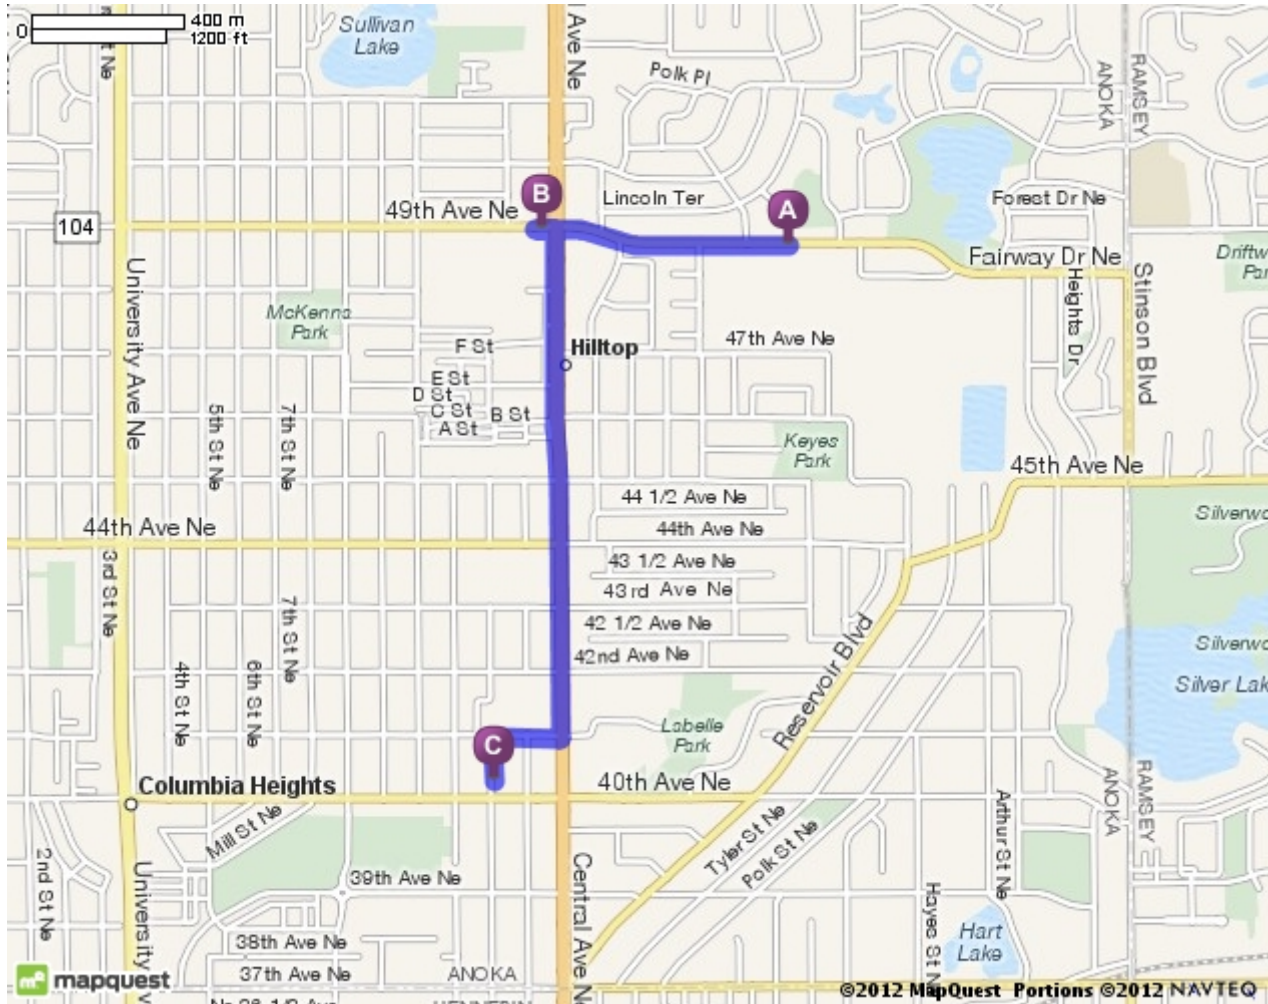 0
400 m
1200 ft
Sullivan
Lake
Ave Ne
Polk Pl
ANOKA
RAMSEY
B
A
Lincoln Ter
Forest Dr Ne
49th Ave Ne
104
Fairway Dr Ne
University Ave Ne
Heights Dr
Stinson Blvd
McKenna
Park
F St
Hilltop
47th Ave Ne
E St
D St
C St
B St
A St
5th St Ne
7th St Ne
Keyes
Park
45th Ave Ne
44 1/2 Ave Ne
44th Ave Ne
44th Ave Ne
43 1/2 Ave Ne
43rd Ave Ne
3rd St Ne
7th St Ne
42 1/2 Ave Ne
42nd Ave Ne
4th St Ne
6th St Ne
Reservoir Blvd
Silver Lak
Labelle
Park
C
Columbia Heights
40th Ave Ne
Mill St Ne
Tyler St Ne
Polk St Ne
Arthur St Ne
ANOKA
RAMSEY
2nd St Ne
University
39th Ave Ne
Central Ave Ne
Hayes St N
38th Ave Ne
Hart
Lake
37th Ave Ne
ANOKA
mapquest
©2012 MapQuest Portions ©2012 NAVTEQ